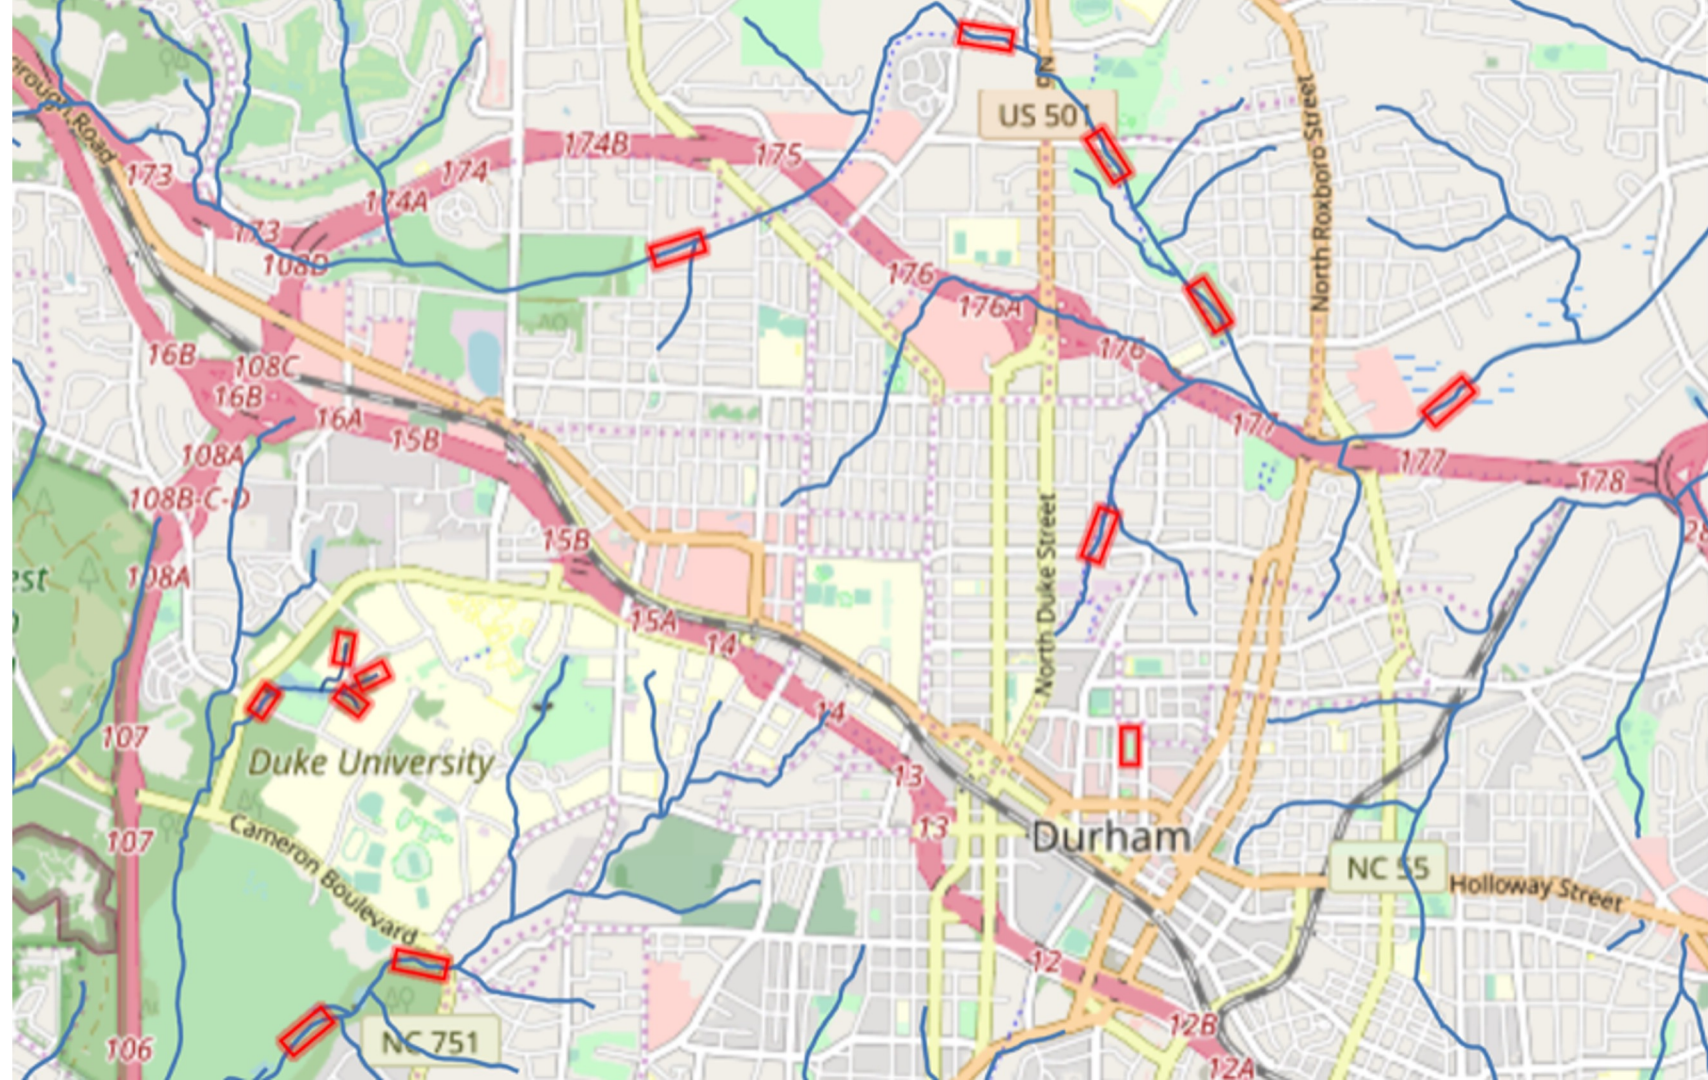 US 501
173
174B
175
174
174A
173
108D
176
176A
North Roxboro Street
176
16B
108C
16B
16A
15B
177
108A
177
178
108B-C-D
15B
108A
North Duke Street
15A
14
14
107
Duke University
13
107
13
Durham
Cameron Boulevard
NC 55
Holloway Street
12
12B
NC 751
106
12A